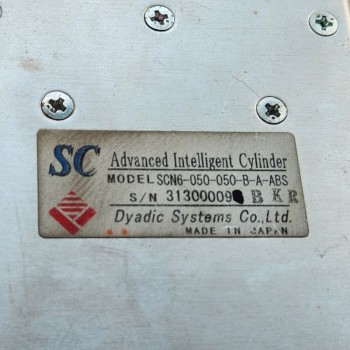 SC Advanced Intelligent Cylinder
MODEL SCN6-050-050-B-A-ABS
S/N 31300009 B K R
Dyadic Systems Co.,Ltd.
MADE IN JAPAN